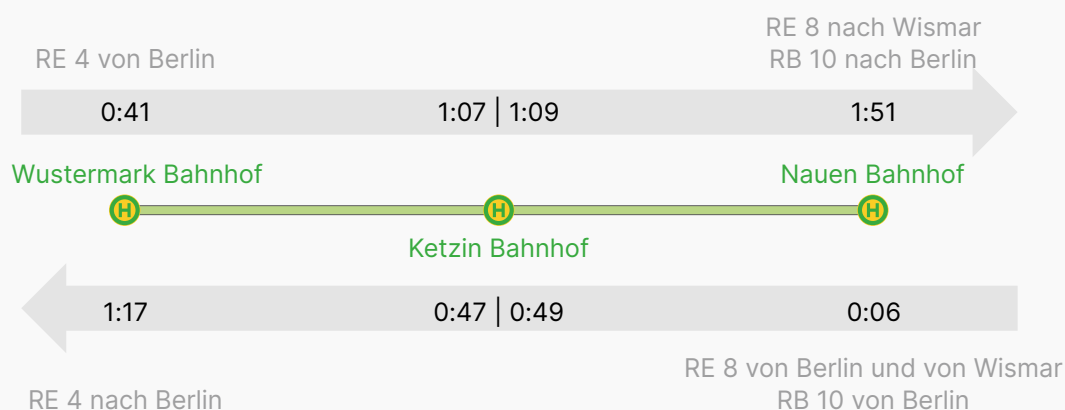 RE 8 nach Wismar
RE 4 von Berlin
RB 10 nach Berlin
0:41 1:07 | 1:09 1:51
Wustermark Bahnhof Nauen Bahnhof
H H H
Ketzin Bahnhof
1:17 0:47 | 0:49 0:06
RE 8 von Berlin und von Wismar
RE 4 nach Berlin RB 10 von Berlin